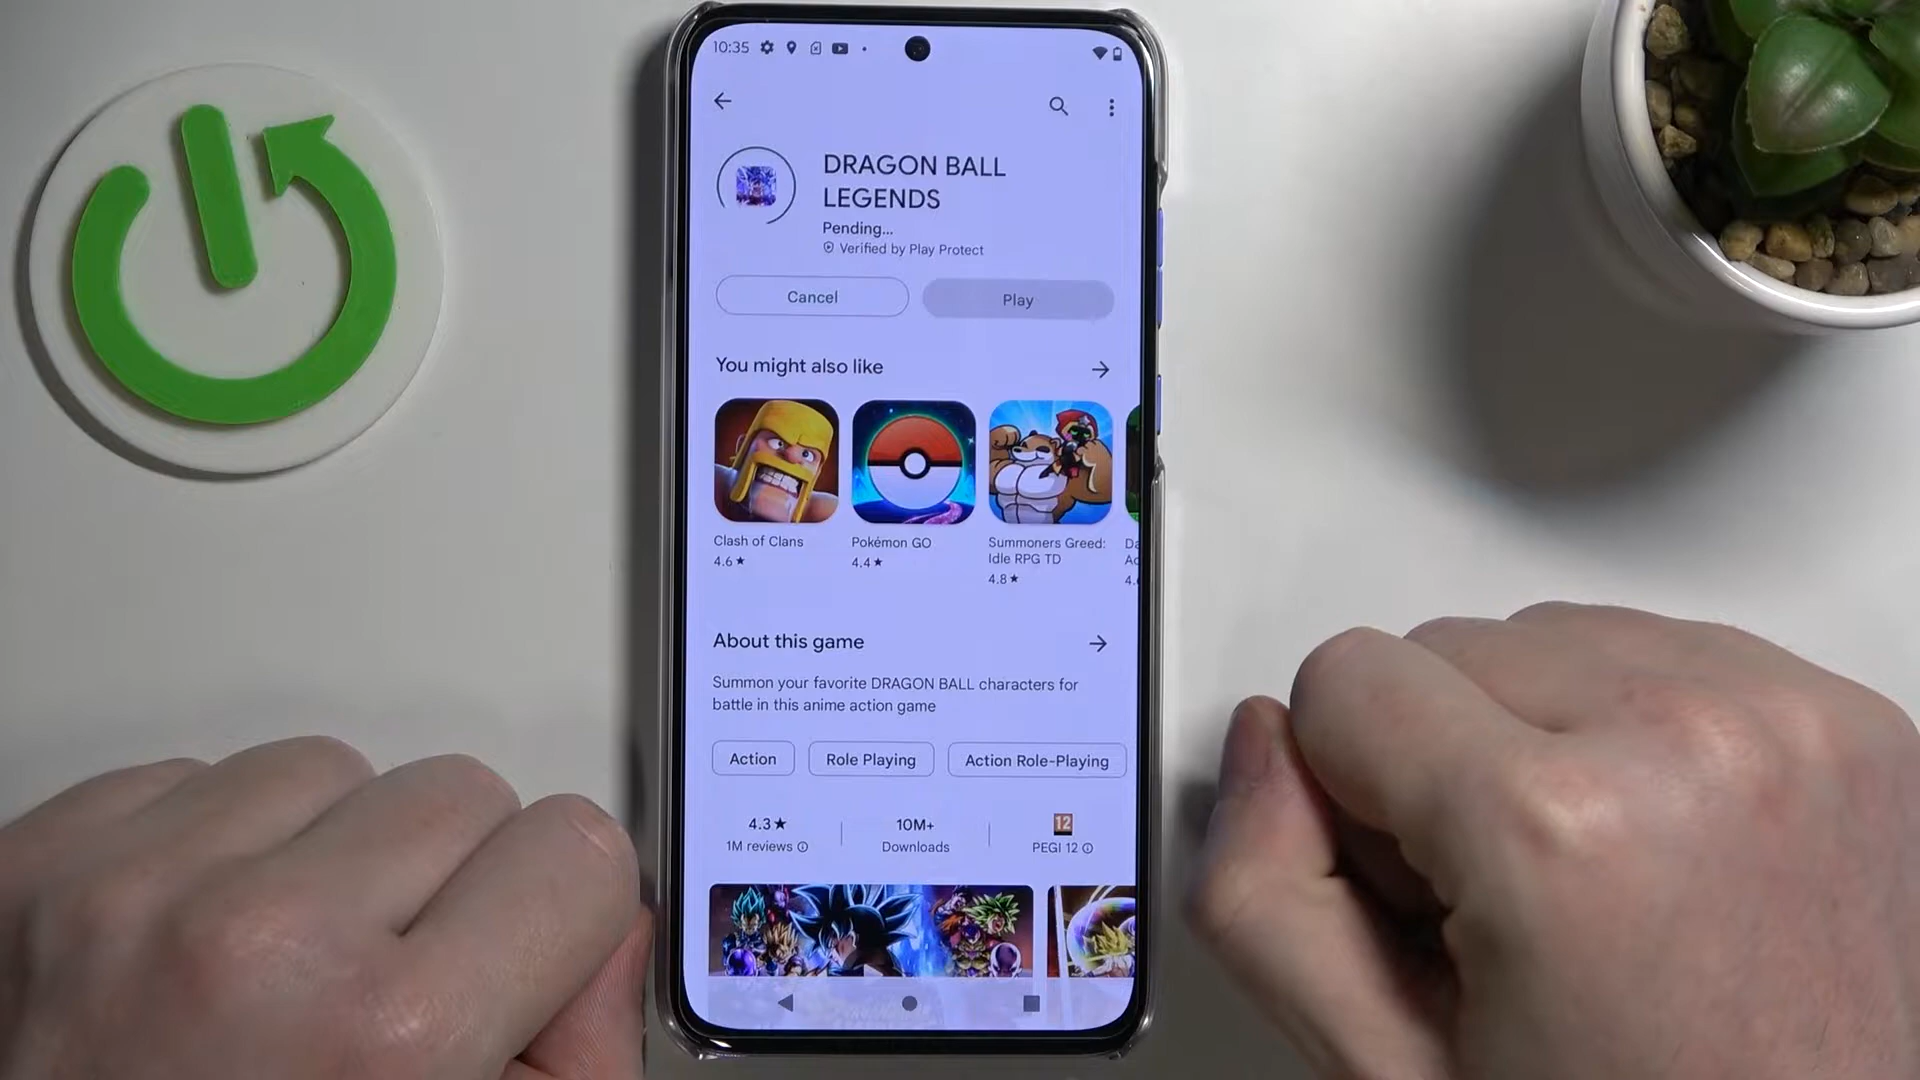 10:35
DRAGON BALL
LEGENDS
Pending...
Verified by Play Protect
Cancel
Play
You might also like
Clash of Clans
4.6★
Pokémon GO
4.4★
Summoners Greed:
Idle RPG TD
4.8★
About this game
Summon your favorite DRAGON BALL characters for
battle in this anime action game
Action
Role Playing
Action Role-Playing
4.3★
1M reviews
10M+
Downloads
12
PEGI 12